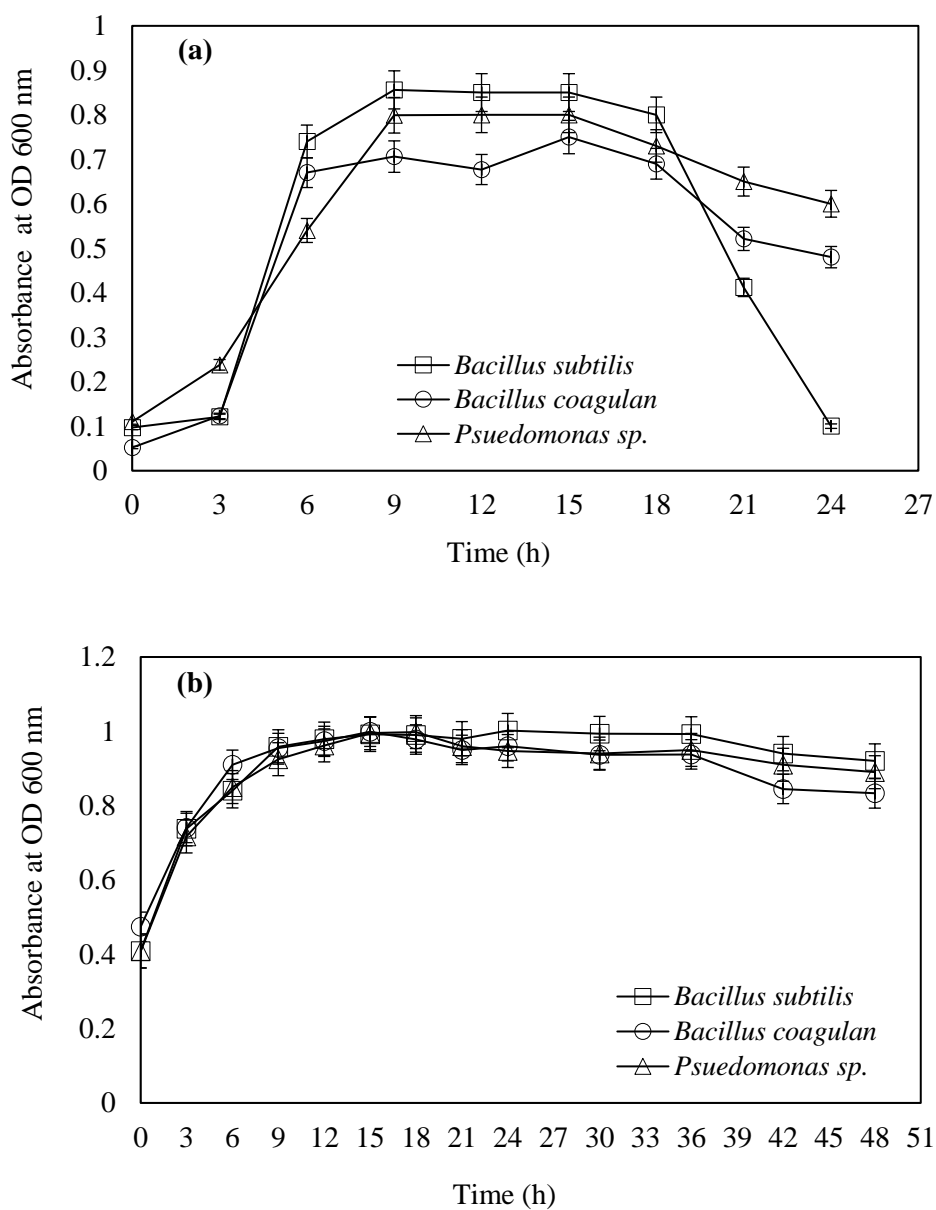 (a)
Absorbance at OD 600 nm
1
0.9
0.8
0.7
0.6
0.5
0.4
0.3
0.2
0.1
0
Bacillus subtilis
Bacillus coagulan
Psuedomonas sp.
0 3 6 9 12 15 18 21 24 27
Time (h)
(b)
Absorbance at OD 600 nm
1.2
1
0.8
0.6
0.4
0.2
0
Bacillus subtilis
Bacillus coagulan
Psuedomonas sp.
0 3 6 9 12 15 18 21 24 27 30 33 36 39 42 45 48 51
Time (h)